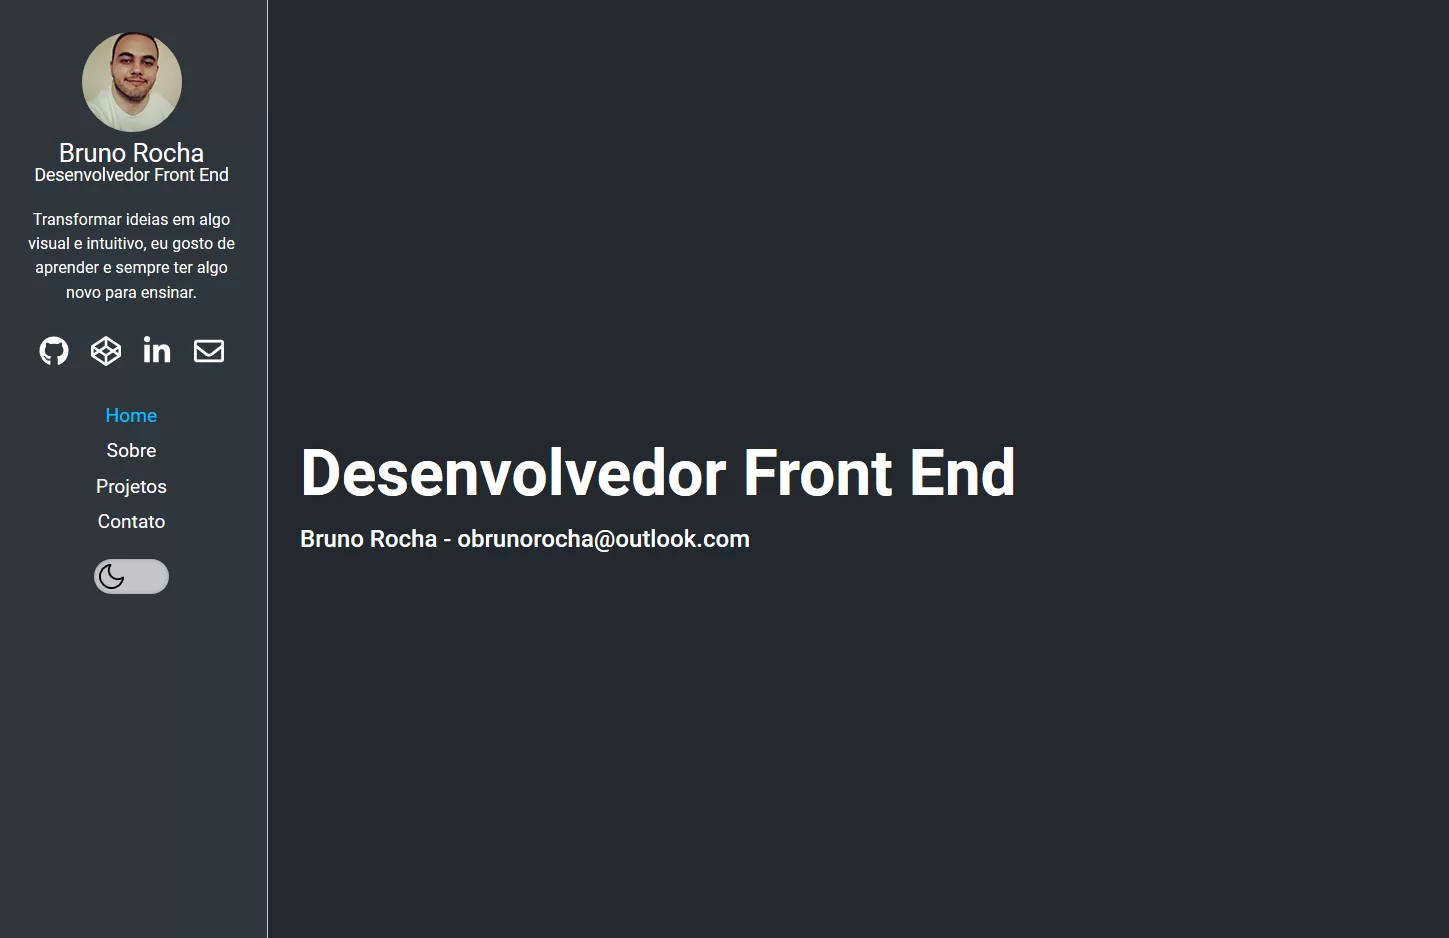 Bruno Rocha
Desenvolvedor Front End
Transformar ideias em algo
visual e intuitivo, eu gosto de
aprender e sempre ter algo
novo para ensinar.
in
Home
Sobre
Projetos
Contato
Desenvolvedor Front End
Bruno Rocha - obrunorocha@outlook.com